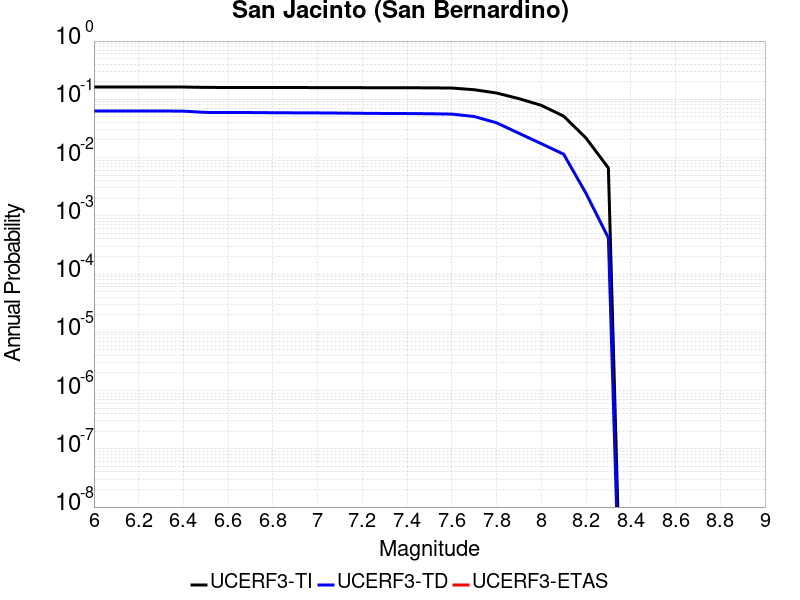 San Jacinto (San Bernardino)
10^0
10^-1
10^-2
10^-3
10^-4
10^-5
10^-6
10^-7
10^-8
Annual Probability
6 6.2 6.4 6.6 6.8 7 7.2 7.4 7.6 7.8 8 8.2 8.4 8.6 8.8 9
Magnitude
UCERF3-TI UCERF3-TD UCERF3-ETAS